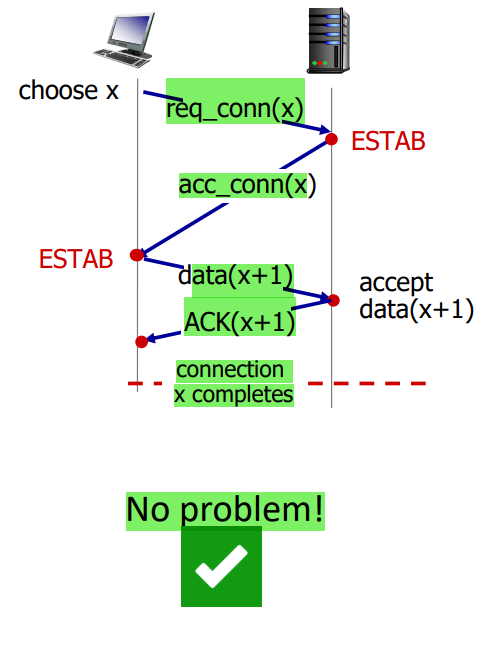 choose x
req_conn(x)
ESTAB
acc_conn(x)
ESTAB
data(x+1)
accept
data(x+1)
ACK(x+1)
connection
x completes
No problem!